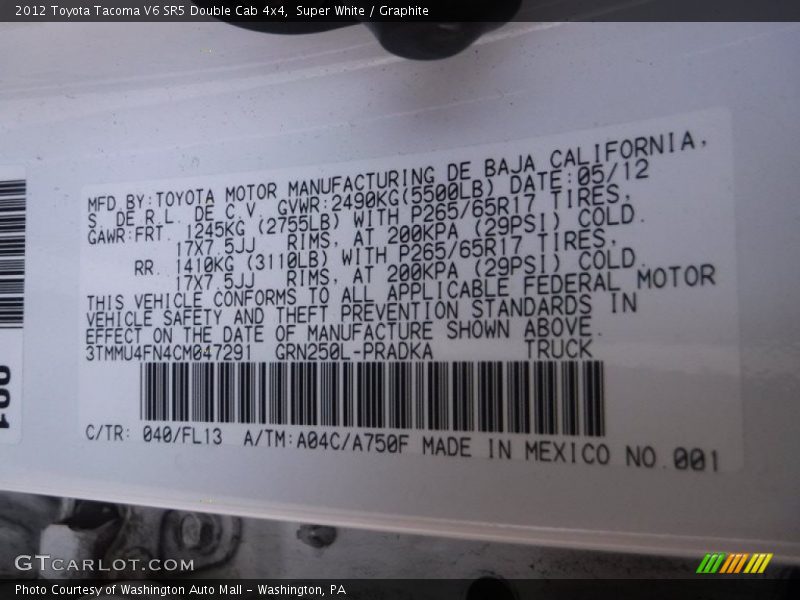 2012 Toyota Tacoma V6 SR5 Double Cab 4x4, Super White / Graphite
MFD BY:TOYOTA MOTOR MANUFACTURING DE BAJA CALIFORNIA,
S. DE R.L. DE C.V. GVWR:2490KG(5500LB) DATE:05/12
GAWR:FRT. 1245KG (2755LB) WITH P265/65R17 TIRES,
17X7.5JJ RIMS, AT 200KPA (29PSI) COLD.
RR. 1410KG (3110LB) WITH P265/65R17 TIRES,
17X7.5JJ RIMS, AT 200KPA (29PSI) COLD.
THIS VEHICLE CONFORMS TO ALL APPLICABLE FEDERAL MOTOR
VEHICLE SAFETY AND THEFT PREVENTION STANDARDS IN
EFFECT ON THE DATE OF MANUFACTURE SHOWN ABOVE.
3TMMU4FN4CM047291 GRN250L-PRADKA TRUCK
C/TR: 040/FL13 A/TM:A04C/A750F MADE IN MEXICO NO.001
001
GTCARLOT.COM
Photo Courtesy of Washington Auto Mall - Washington, PA